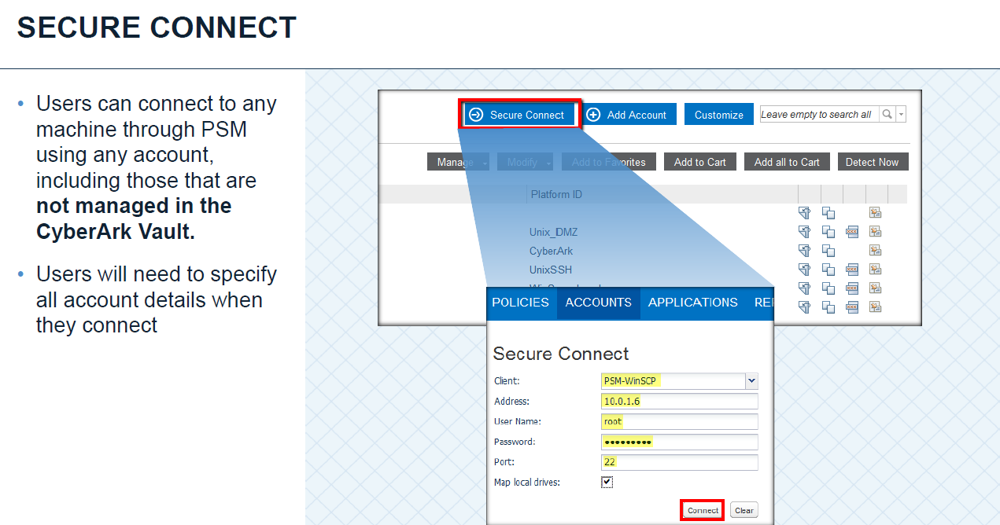 SECURE CONNECT
• Users can connect to any
machine through PSM
using any account,
including those that are
not managed in the
CyberArk Vault.
• Users will need to specify
all account details when
they connect
Secure Connect Add Account Customize Leave empty to search all
Manage Modify Add to Favorites Add to Cart Add all to Cart Detect Now
Platform ID
Unix_DMZ
CyberArk
UnixSSH
POLICIES ACCOUNTS APPLICATIONS
Secure Connect
Client: PSM-WinSCP
Address: 10.0.1.6
User Name: root
Password: •••••••••
Port: 22
Map local drives:
Connect Clear